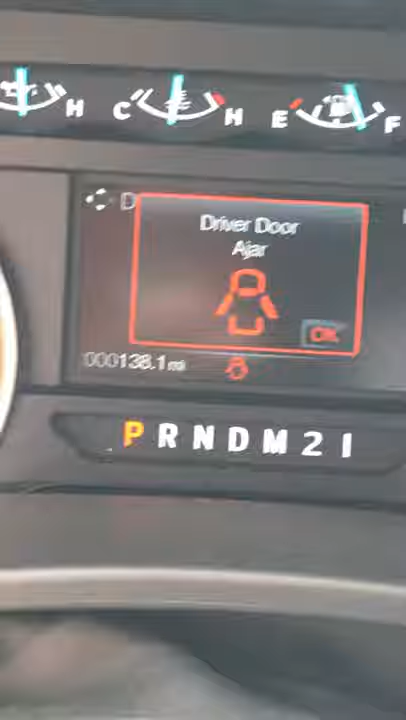 H C H E F
D
Driver Door
Ajar
OK
000138.1 mi
P R N D M 2 1